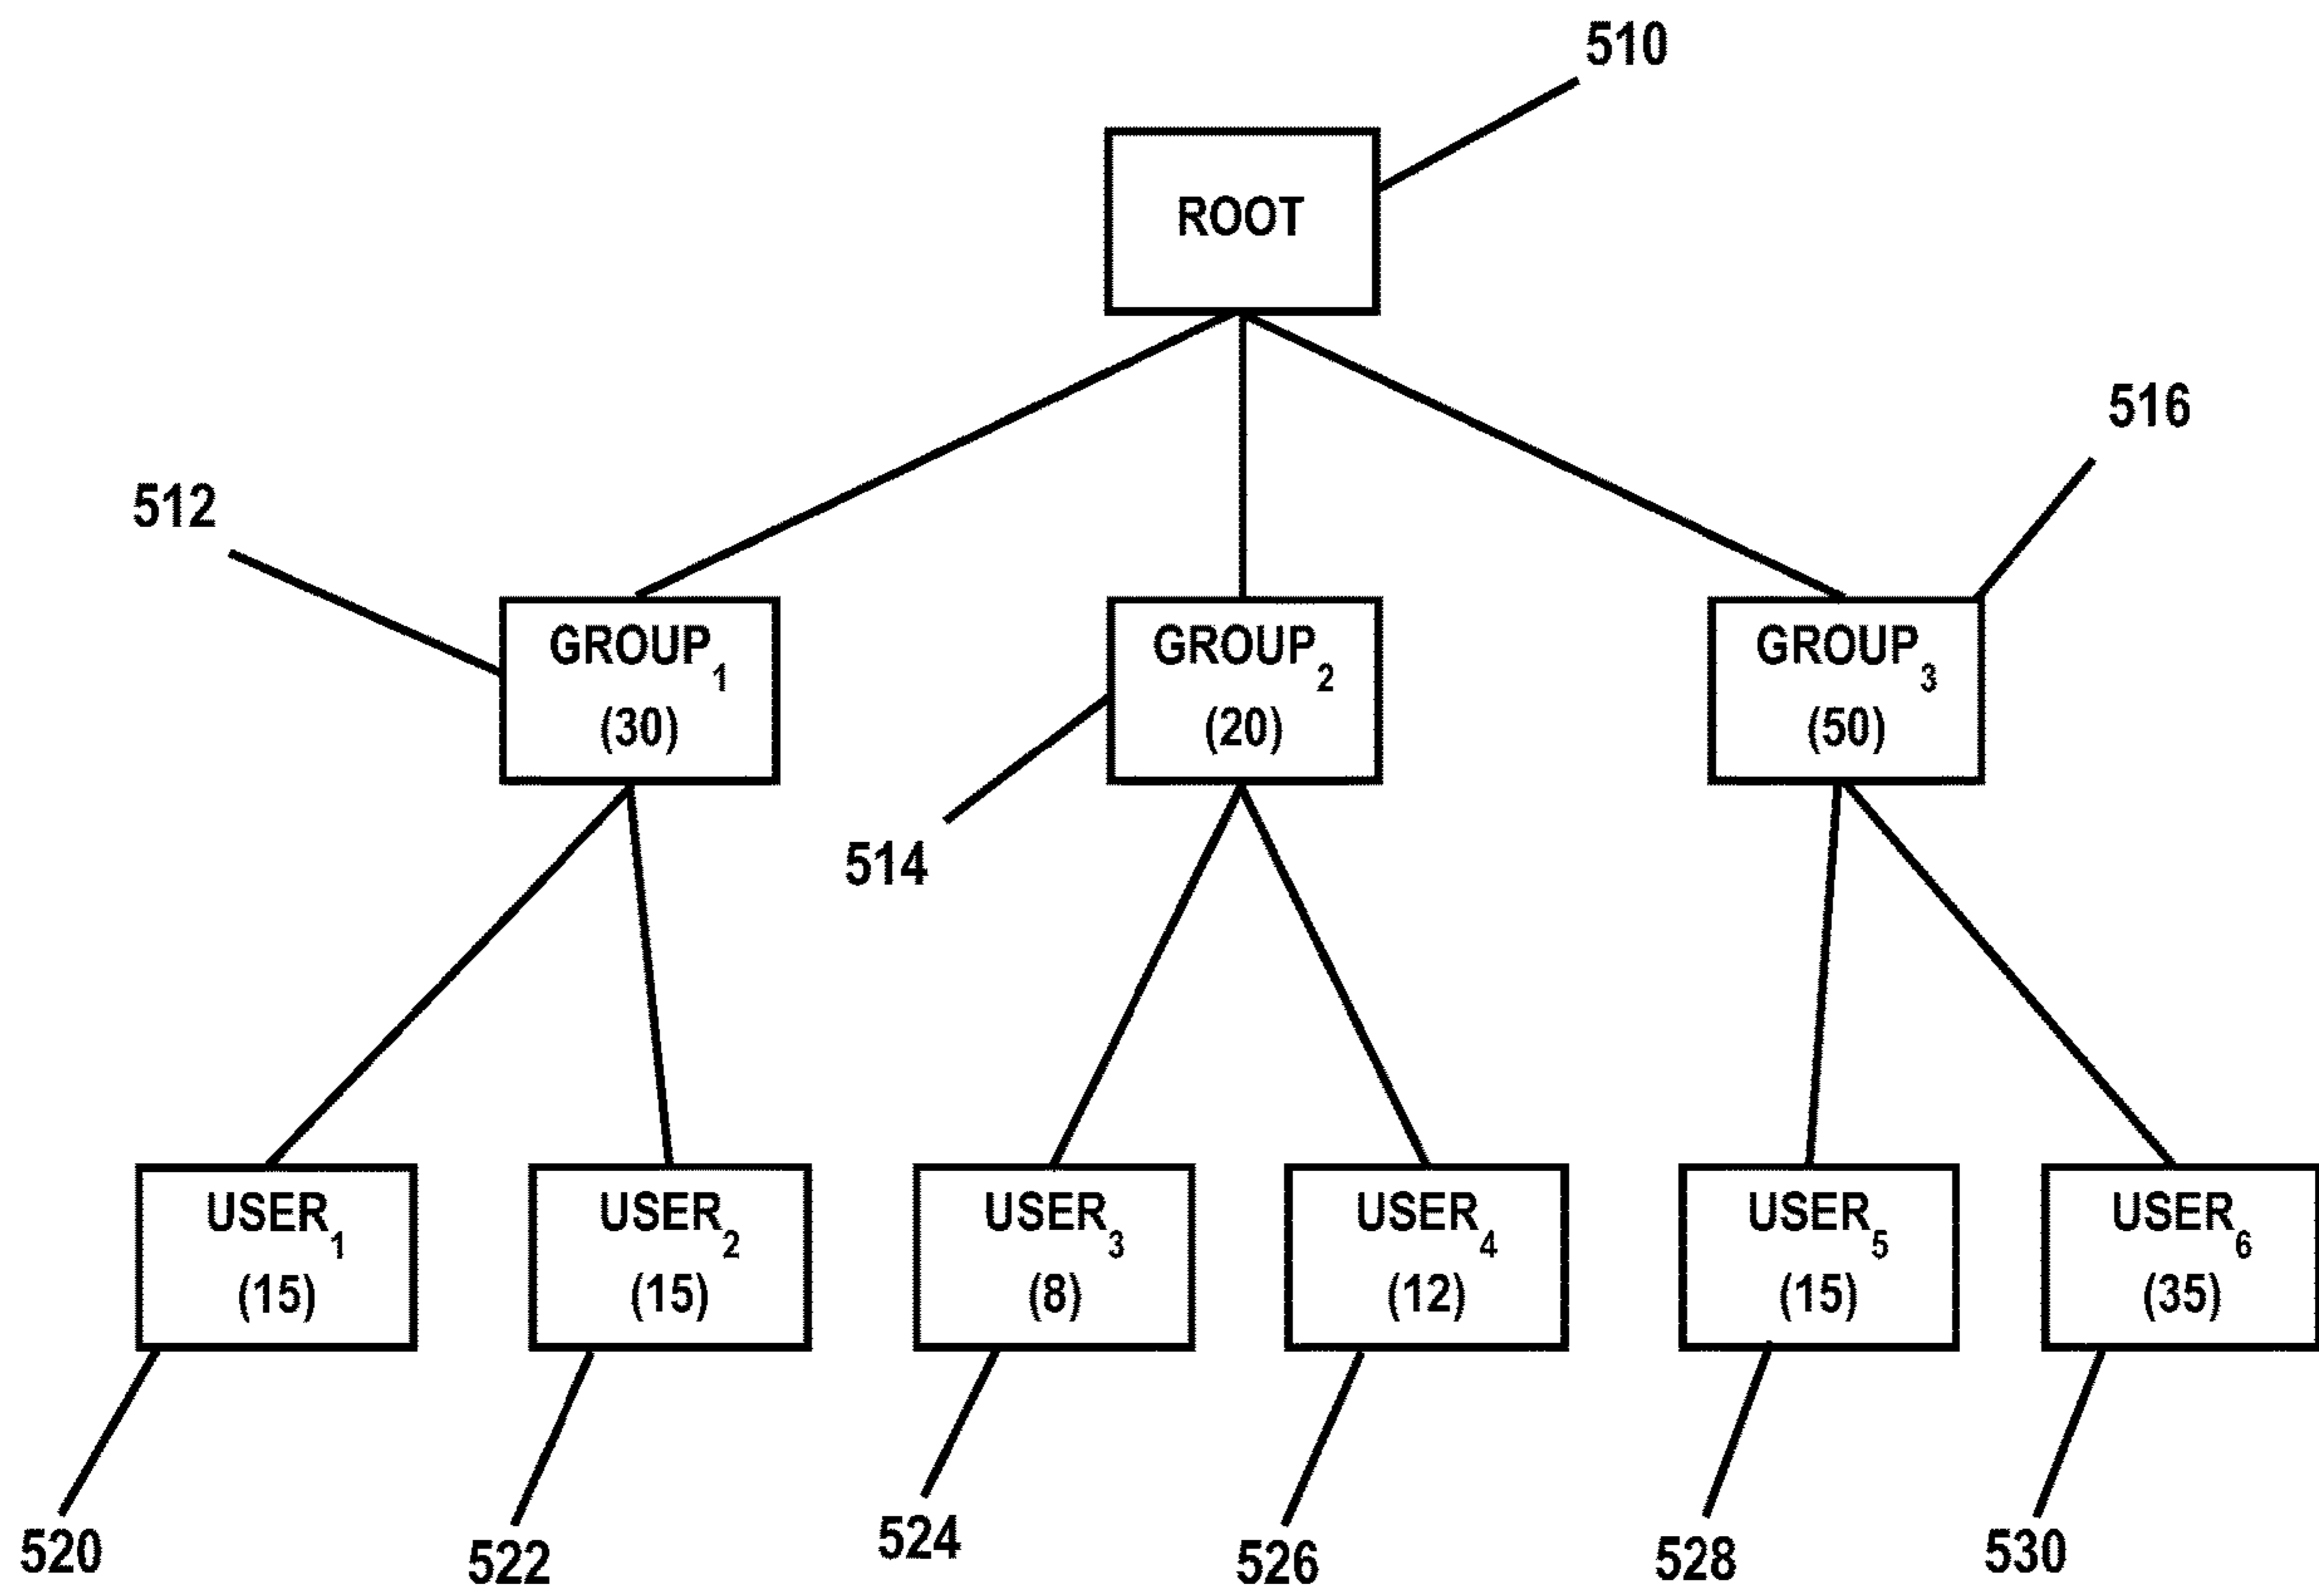 510
ROOT
516
512
GROUP₁
(30)
GROUP₂
(20)
GROUP₃
(50)
514
USER₁
(15)
USER₂
(15)
USER₃
(8)
USER₄
(12)
USER₅
(15)
USER₆
(35)
520
522
524
526
528
530